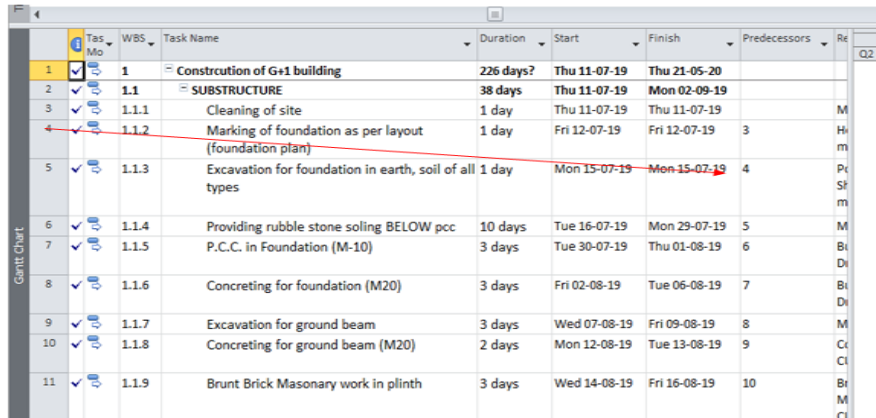 Tas Mo WBS Task Name Duration Start Finish Predecessors Re
Q2
1 1 Constrcution of G+1 building 226 days? Thu 11-07-19 Thu 21-05-20
2 1.1 SUBSTRUCTURE 38 days Thu 11-07-19 Mon 02-09-19
3 1.1.1 Cleaning of site 1 day Thu 11-07-19 Thu 11-07-19 M
4 1.1.2 Marking of foundation as per layout 1 day Fri 12-07-19 Fri 12-07-19 3 He
(foundation plan) m
5 1.1.3 Excavation for foundation in earth, soil of all 1 day Mon 15-07-19 Mon 15-07-19 4 Po
types Sh
m
6 1.1.4 Providing rubble stone soling BELOW pcc 10 days Tue 16-07-19 Mon 29-07-19 5 M
7 1.1.5 P.C.C. in Foundation (M-10) 3 days Tue 30-07-19 Thu 01-08-19 6 Bu
Du
8 1.1.6 Concreting for foundation (M20) 3 days Fri 02-08-19 Tue 06-08-19 7 Bu
Du
9 1.1.7 Excavation for ground beam 3 days Wed 07-08-19 Fri 09-08-19 8 M
10 1.1.8 Concreting for ground beam (M20) 2 days Mon 12-08-19 Tue 13-08-19 9 Co
11 1.1.9 Brunt Brick Masonary work in plinth 3 days Wed 14-08-19 Fri 16-08-19 10 Br
M
Gantt Chart